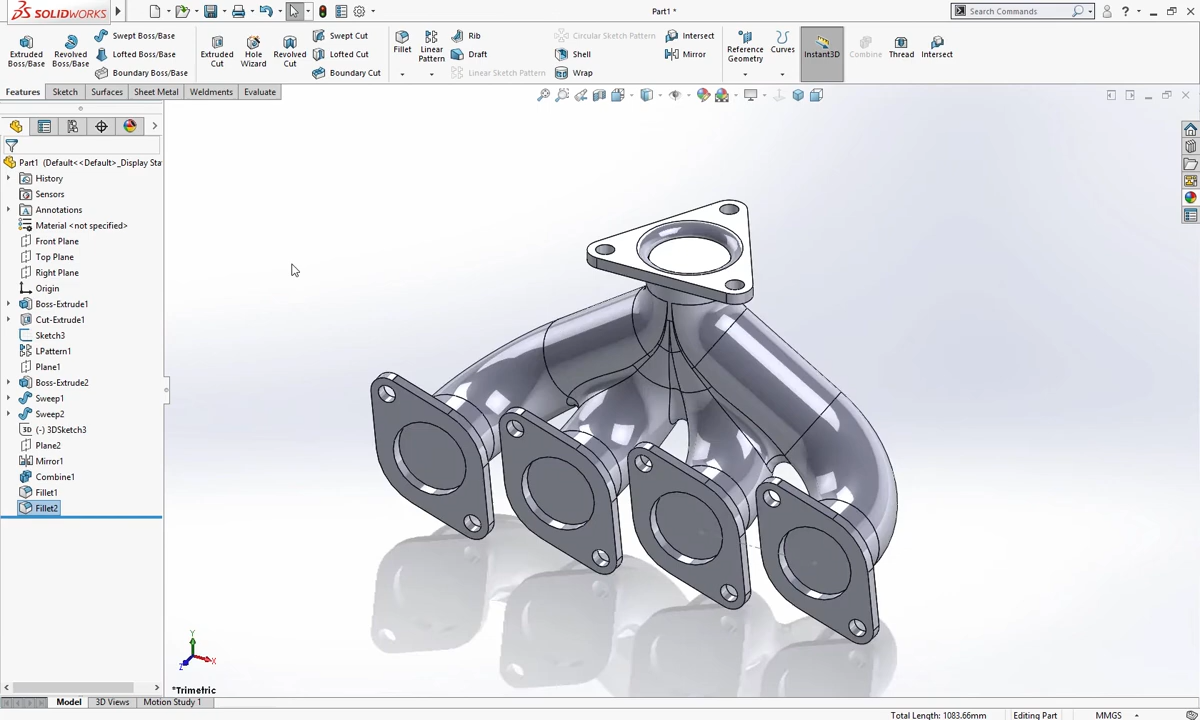 SOLIDWORKS
Part1 *
Search Commands
?
Extruded Boss/Base
Revolved Boss/Base
Swept Boss/Base
Lofted Boss/Base
Boundary Boss/Base
Extruded Cut
Hole Wizard
Revolved Cut
Swept Cut
Lofted Cut
Boundary Cut
Fillet
Linear Pattern
Rib
Draft
Linear Sketch Pattern
Circular Sketch Pattern
Shell
Wrap
Intersect
Mirror
Reference Geometry
Curves
Instant3D
Combine
Thread
Intersect
Features
Sketch
Surfaces
Sheet Metal
Weldments
Evaluate
Part1 (Default<<Default>_Display Sta
History
Sensors
Annotations
Material <not specified>
Front Plane
Top Plane
Right Plane
Origin
Boss-Extrude1
Cut-Extrude1
Sketch3
LPattern1
Plane1
Boss-Extrude2
Sweep1
Sweep2
3D (-) 3DSketch3
Plane2
Mirror1
Combine1
Fillet1
Fillet2
Y
X
Z
*Trimetric
Model
3D Views
Motion Study 1
Total Length: 1083.66mm
Editing Part
MMGS